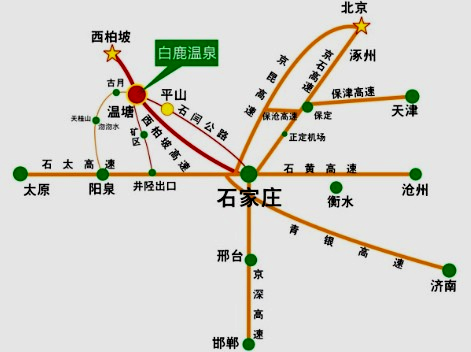 北京
西柏坡
白鹿温泉
涿州
京昆高速
京石高速
古月
平山
保津高速
温塘
石闫公路
保沧高速
保定
天津
天桂山
泡泡水
矿区
西柏坡高速
正定机场
石太高速
石黄高速
太原
阳泉
井陉出口
石家庄
衡水
沧州
青银高速
邢台
京深高速
济南
邯郸